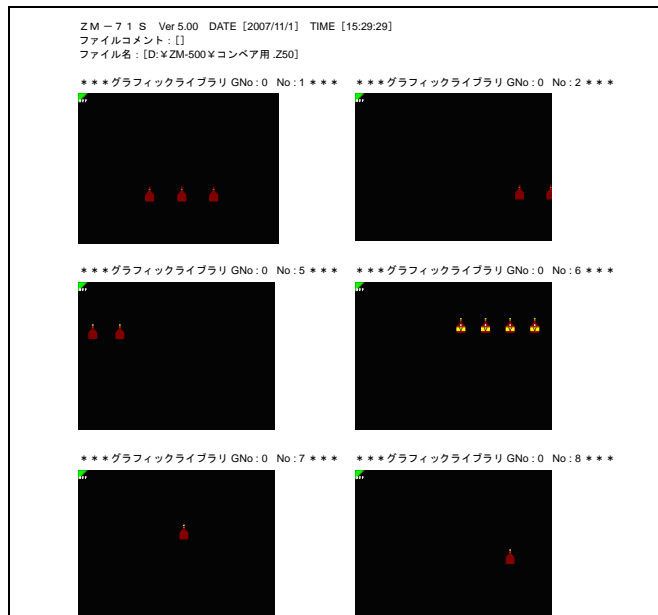 ＺＭ－７１Ｓ Ver 5.00 DATE［2007/11/1］ TIME［15:29:29］
ファイルコメント：[]
ファイル名：［D:￥ZM-500￥コンベア用 .Z50］
＊＊＊グラフィックライブラリ GNo : 0 No : 1 ＊＊＊ ＊＊＊グラフィックライブラリ GNo : 0 No : 2 ＊＊＊
＊＊＊グラフィックライブラリ GNo : 0 No : 5 ＊＊＊ ＊＊＊グラフィックライブラリ GNo : 0 No : 6 ＊＊＊
＊＊＊グラフィックライブラリ GNo : 0 No : 7 ＊＊＊ ＊＊＊グラフィックライブラリ GNo : 0 No : 8 ＊＊＊